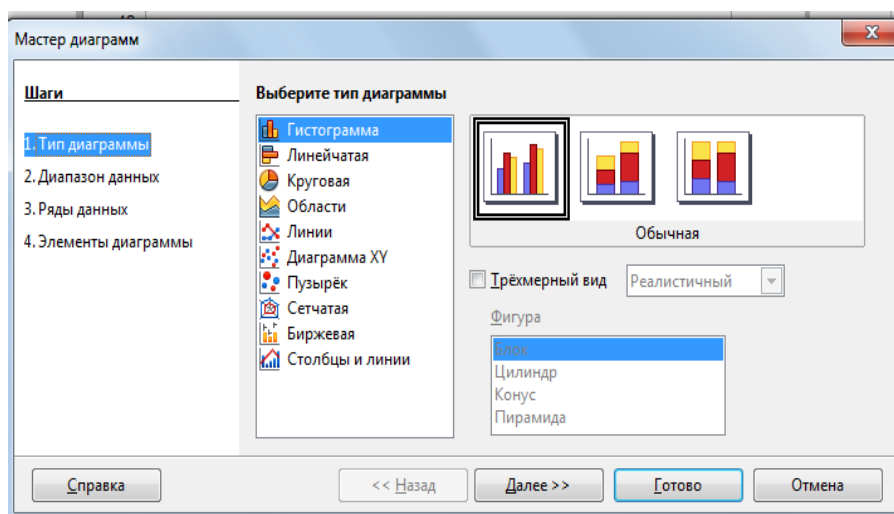 Мастер диаграмм
Шаги
1. Тип диаграммы
2. Диапазон данных
3. Ряды данных
4. Элементы диаграммы
Выберите тип диаграммы
Гистограмма
Линейчатая
Круговая
Области
Линии
Диаграмма XY
Пузырёк
Сетчатая
Биржевая
Столбцы и линии
Обычная
Трёхмерный вид
Реалистичный
Фигура
Блок
Цилиндр
Конус
Пирамида
Справка
<< Назад
Далее >>
Готово
Отмена